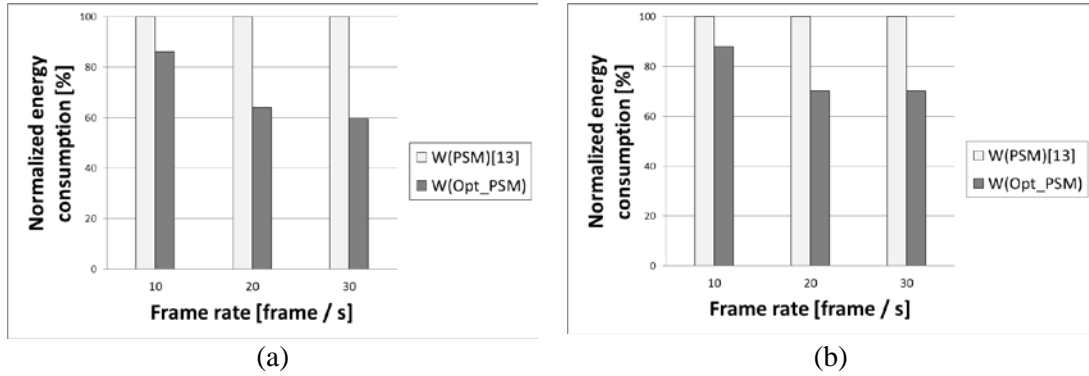 Normalized energy
consumption [%]
100
80
60
40
20
0
10
20
30
Frame rate [frame / s]
W(PSM)[13]
W(Opt_PSM)
(a)
Normalized energy
consumption [%]
100
80
60
40
20
0
10
20
30
Frame rate [frame / s]
W(PSM)[13]
W(Opt_PSM)
(b)